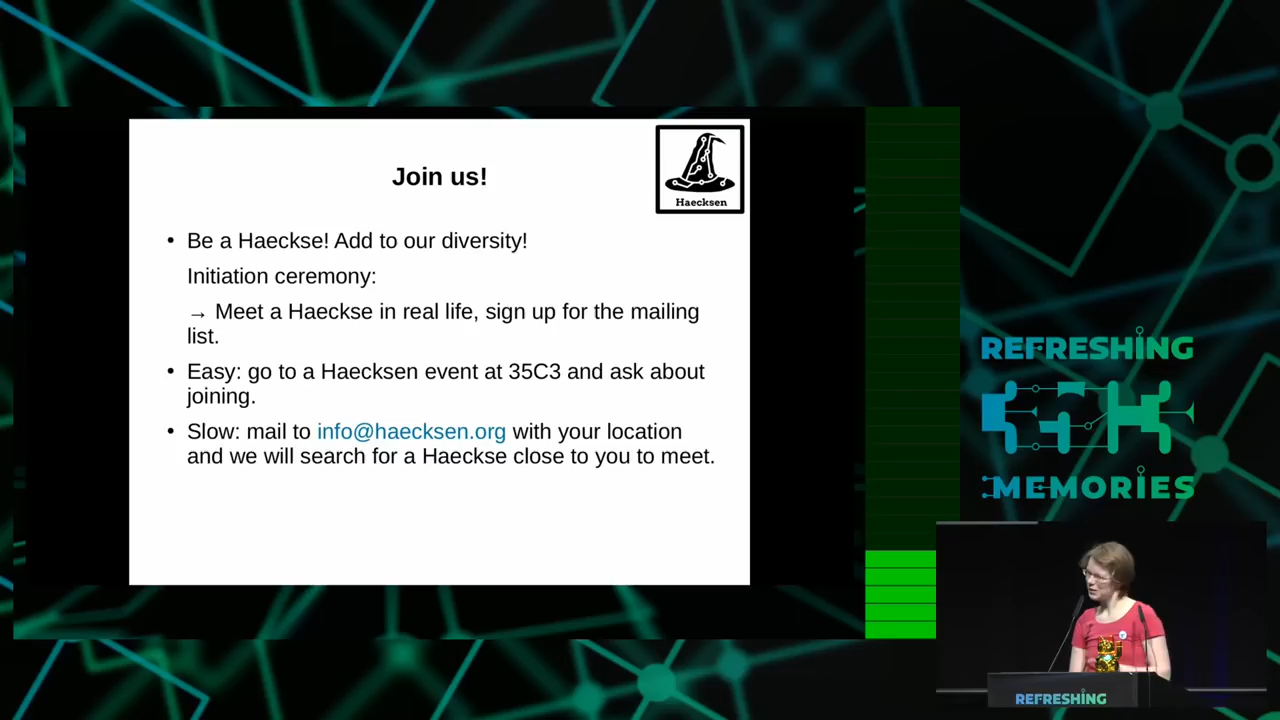 Join us!
Haecksen
• Be a Haeckse! Add to our diversity!
Initiation ceremony:
→ Meet a Haeckse in real life, sign up for the mailing
list.
• Easy: go to a Haecksen event at 35C3 and ask about
joining.
• Slow: mail to info@haecksen.org with your location
and we will search for a Haeckse close to you to meet.
REFRESHING
MEMORIES
REFRESHING